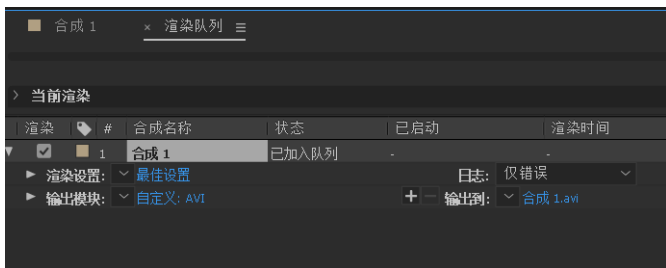 合成 1 × 渲染队列
当前渲染
渲染 # 合成名称 状态 已启动 渲染时间
1 合成 1 已加入队列 - -
渲染设置: 最佳设置 日志: 仅错误
输出模块: 自定义: AVI + - 输出到: 合成 1.avi